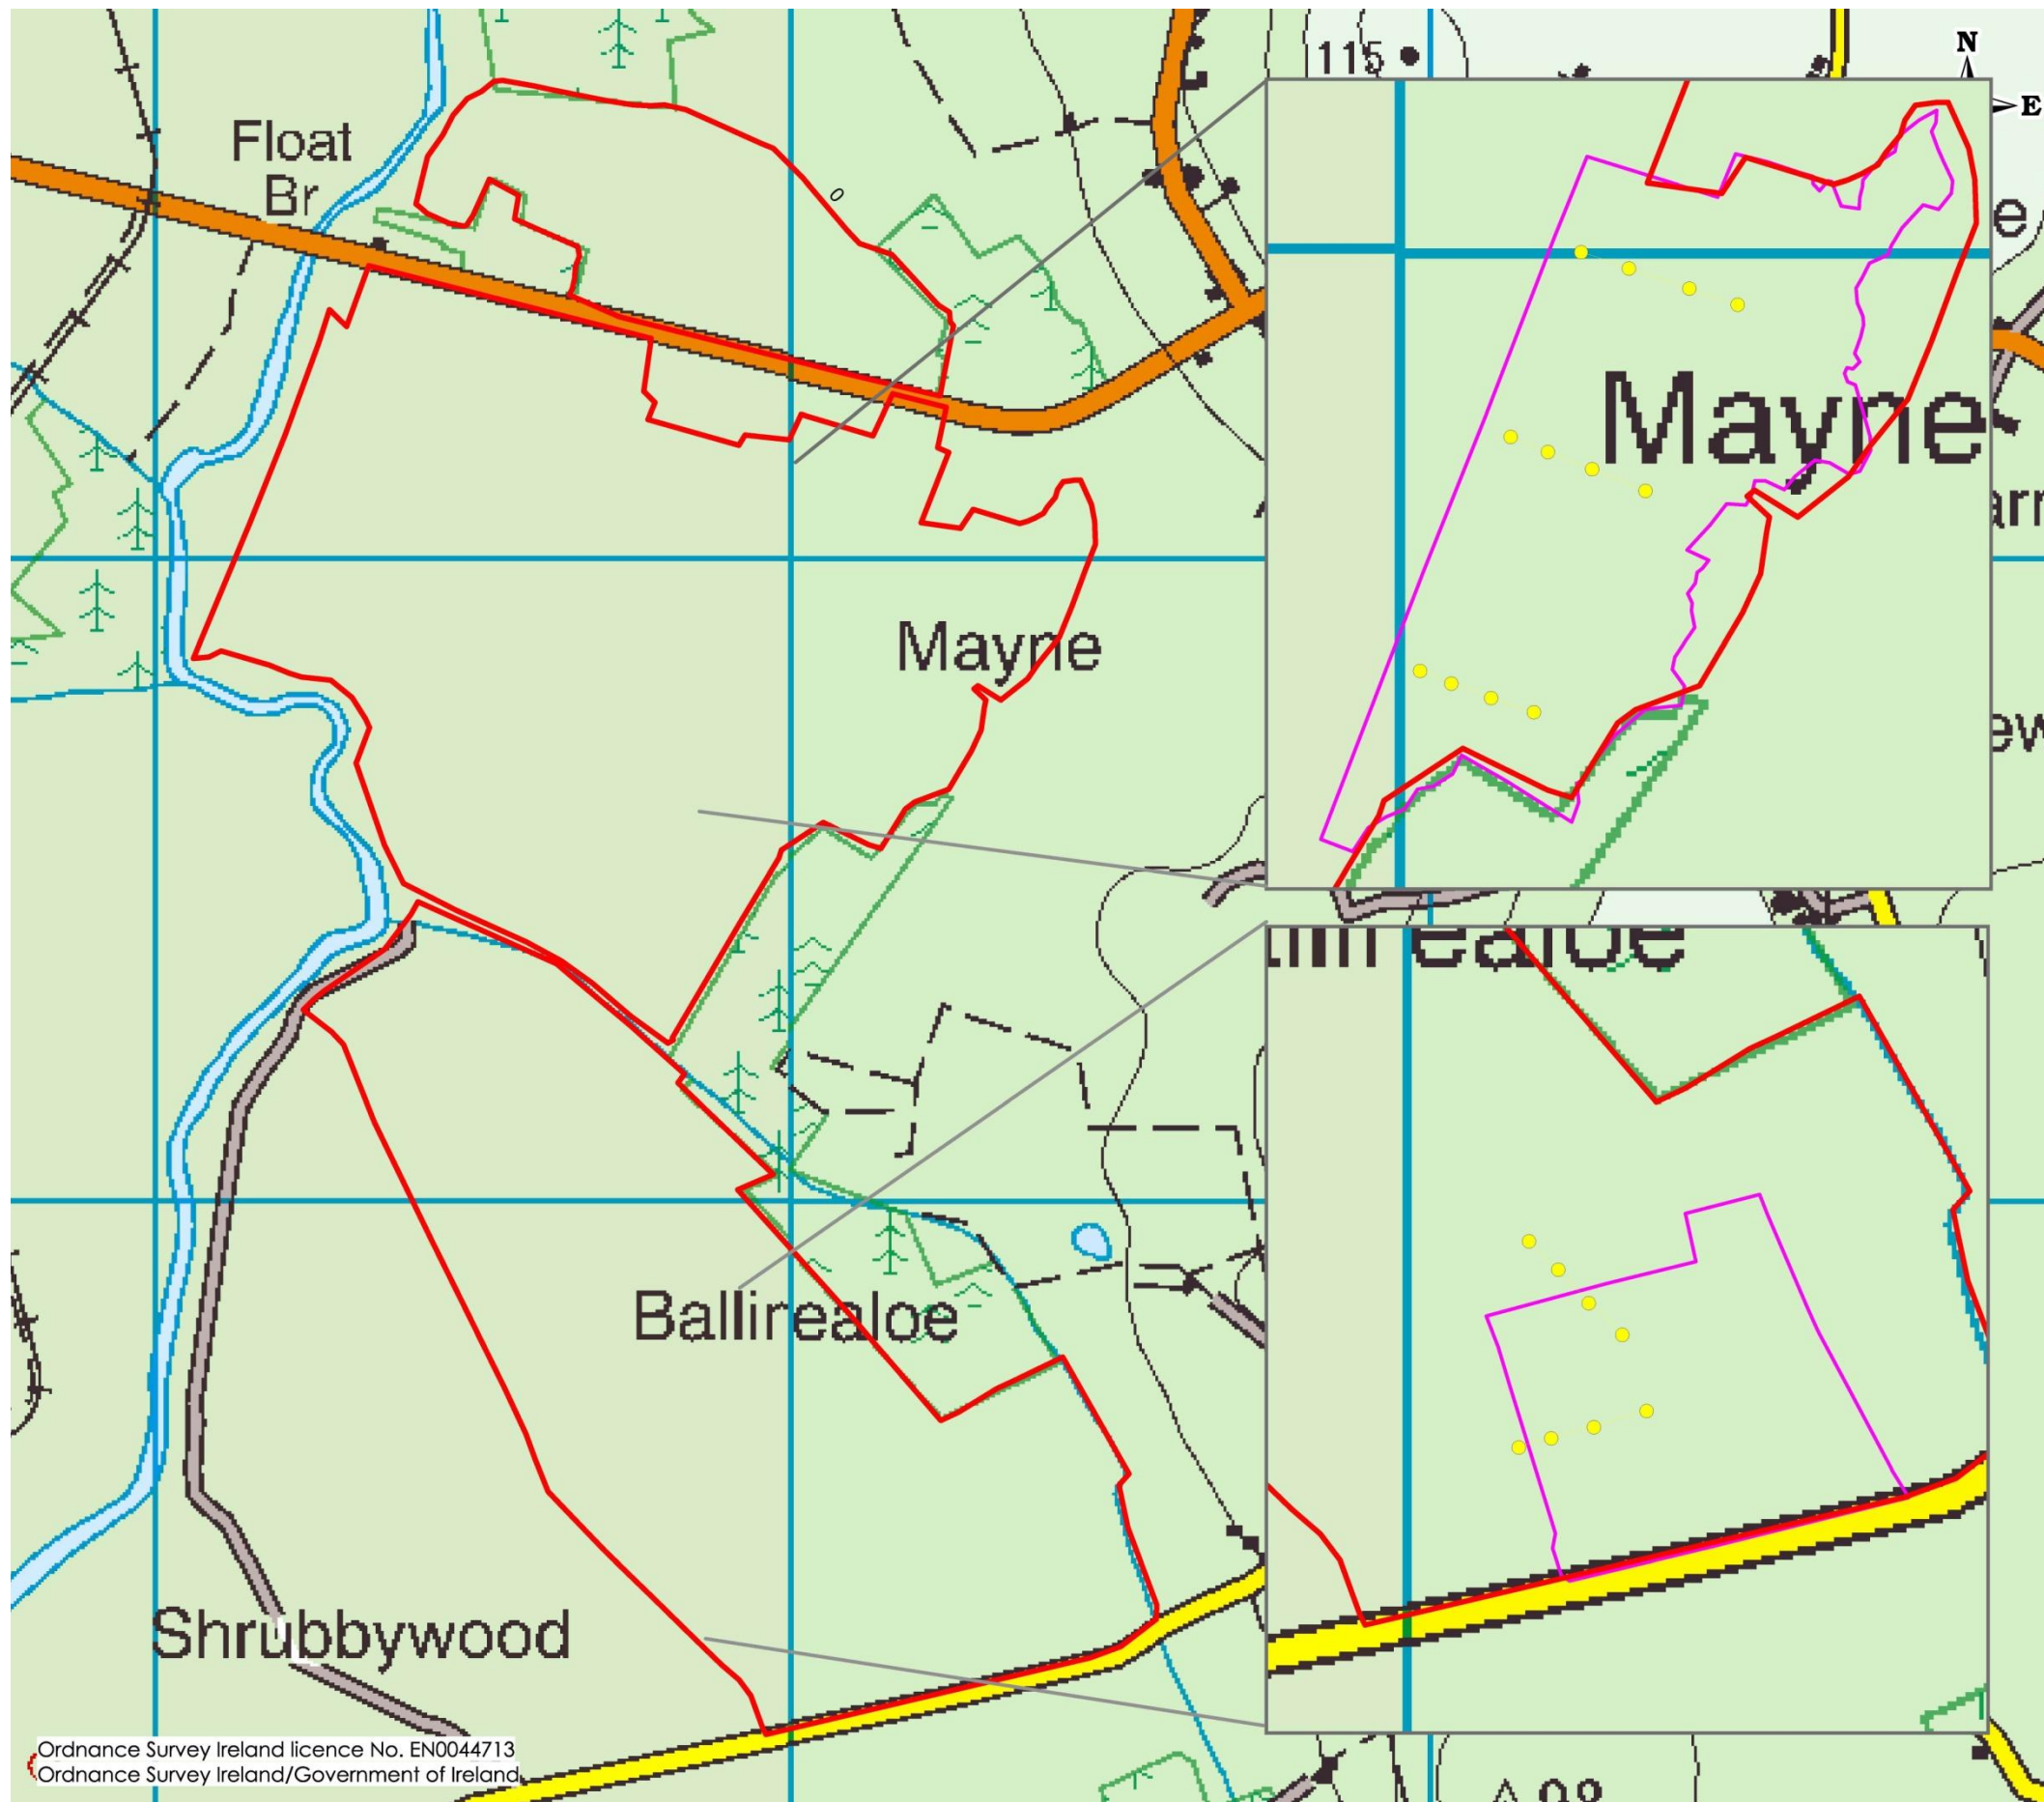 115
N
E
Float
Br
Mayne
Mayne
Ballirealoe
Shrubbywood
Ordnance Survey Ireland licence No. EN0044713
Ordnance Survey Ireland/Government of Ireland